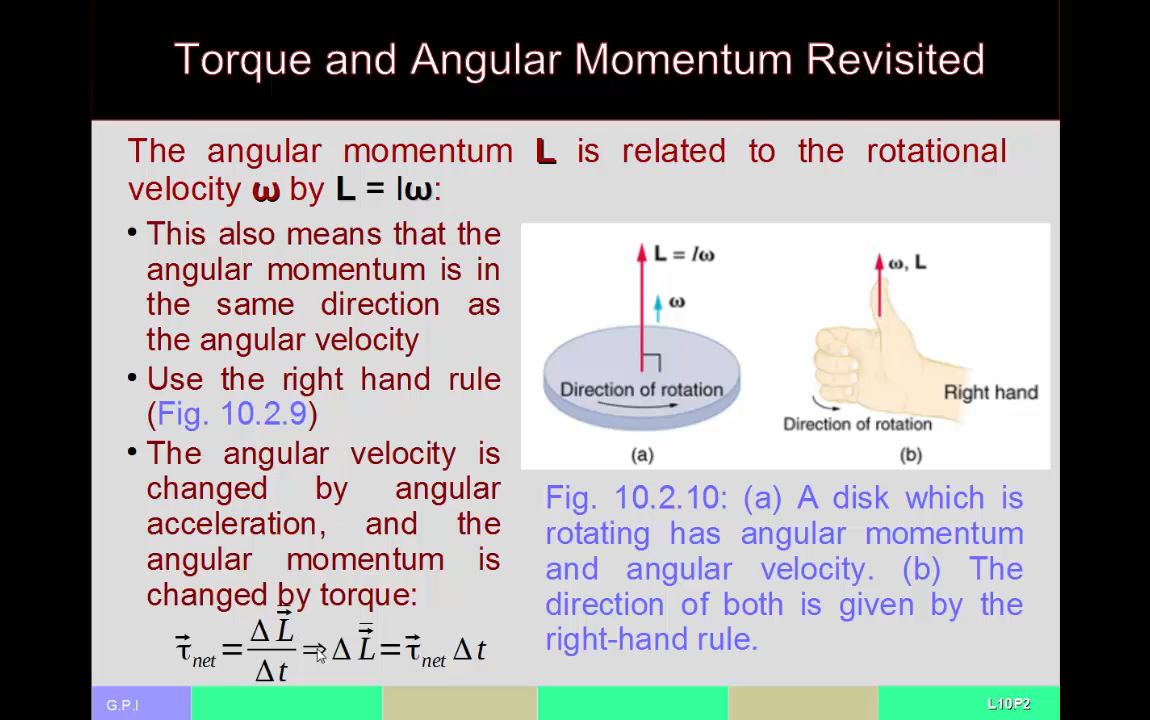 Torque and Angular Momentum Revisited
The angular momentum L is related to the rotational
velocity ω by L = Iω:
• This also means that the
angular momentum is in
the same direction as
the angular velocity
• Use the right hand rule
(Fig. 10.2.9)
• The angular velocity is
changed by angular
acceleration, and the
angular momentum is
changed by torque:
τ⃗net = ΔL⃗/Δt ⇒ ΔL⃗ = τ⃗net Δt
L = Iω
ω
Direction of rotation
(a)
ω, L
Right hand
Direction of rotation
(b)
Fig. 10.2.10: (a) A disk which is
rotating has angular momentum
and angular velocity. (b) The
direction of both is given by the
right-hand rule.
G.P.I
L10P2